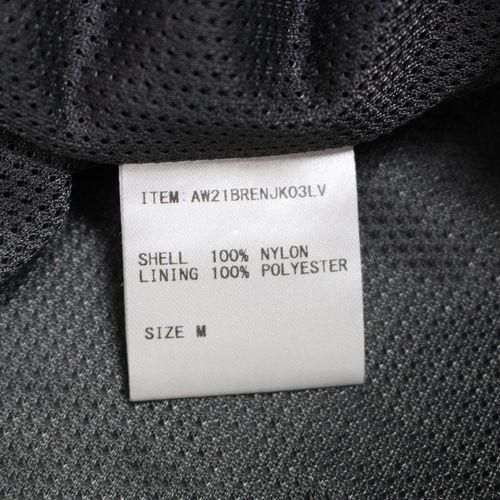 ITEM: AW21BRENJK03LV
SHELL 100% NYLON
LINING 100% POLYESTER
SIZE M